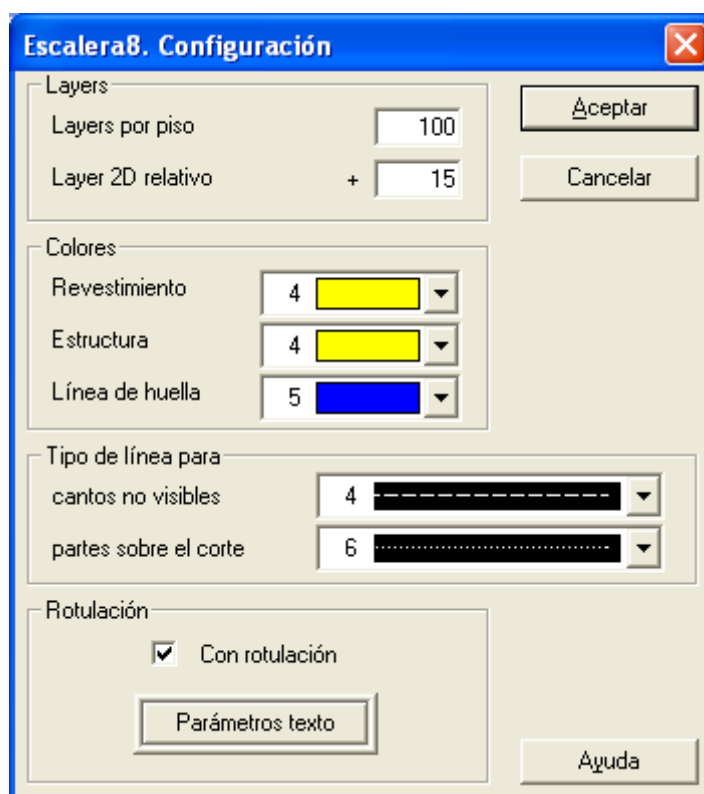 Escalera8. Configuración
Layers
Layers por piso 100
Layer 2D relativo + 15
Aceptar
Cancelar
Colores
Revestimiento 4
Estructura 4
Línea de huella 5
Tipo de línea para
cantos no visibles 4
partes sobre el corte 6
Rotulación
Con rotulación
Parámetros texto
Ayuda